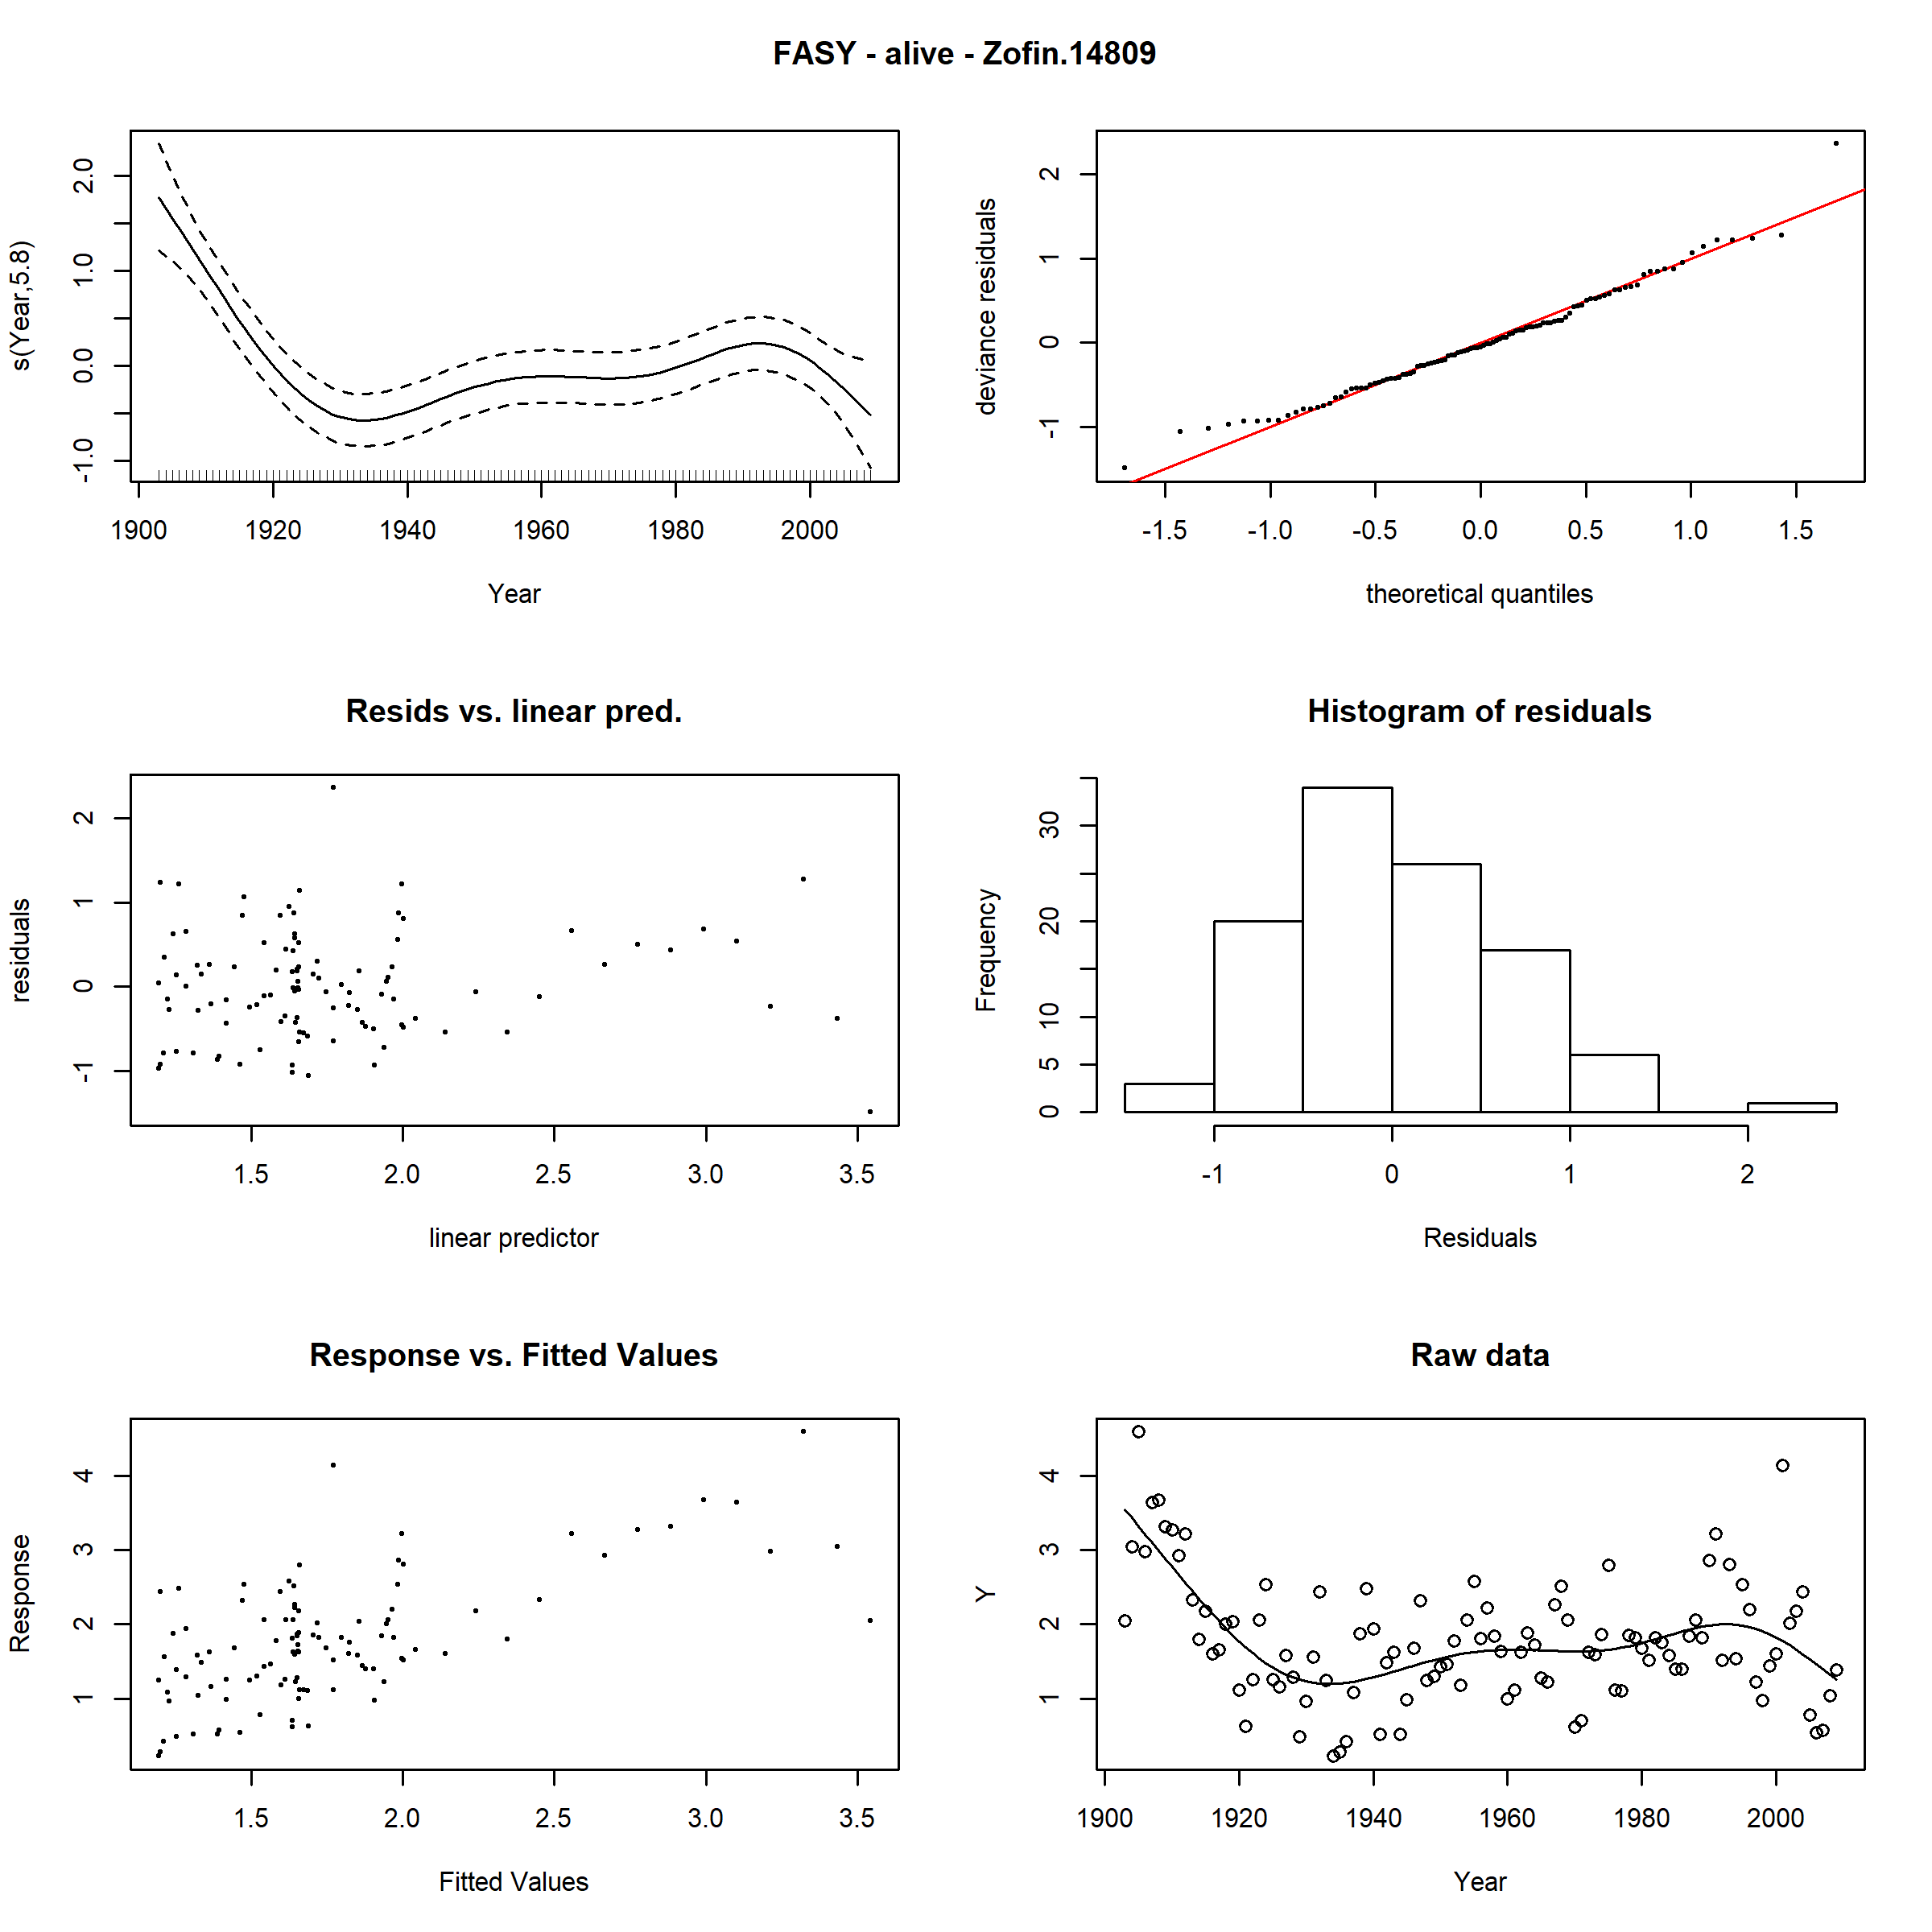 FASY - alive - Zofin.14809
s(Year,5.8)
-1.0 0.0 1.0 2.0
1900 1920 1940 1960 1980 2000
Year
deviance residuals
-1 0 1 2
-1.5 -1.0 -0.5 0.0 0.5 1.0 1.5
theoretical quantiles
Resids vs. linear pred.
residuals
-1 0 1 2
1.5 2.0 2.5 3.0 3.5
linear predictor
Histogram of residuals
Frequency
0 5 10 20 30
-1 0 1 2
Residuals
Response vs. Fitted Values
Response
1 2 3 4
1.5 2.0 2.5 3.0 3.5
Fitted Values
Raw data
Y
1 2 3 4
1900 1920 1940 1960 1980 2000
Year